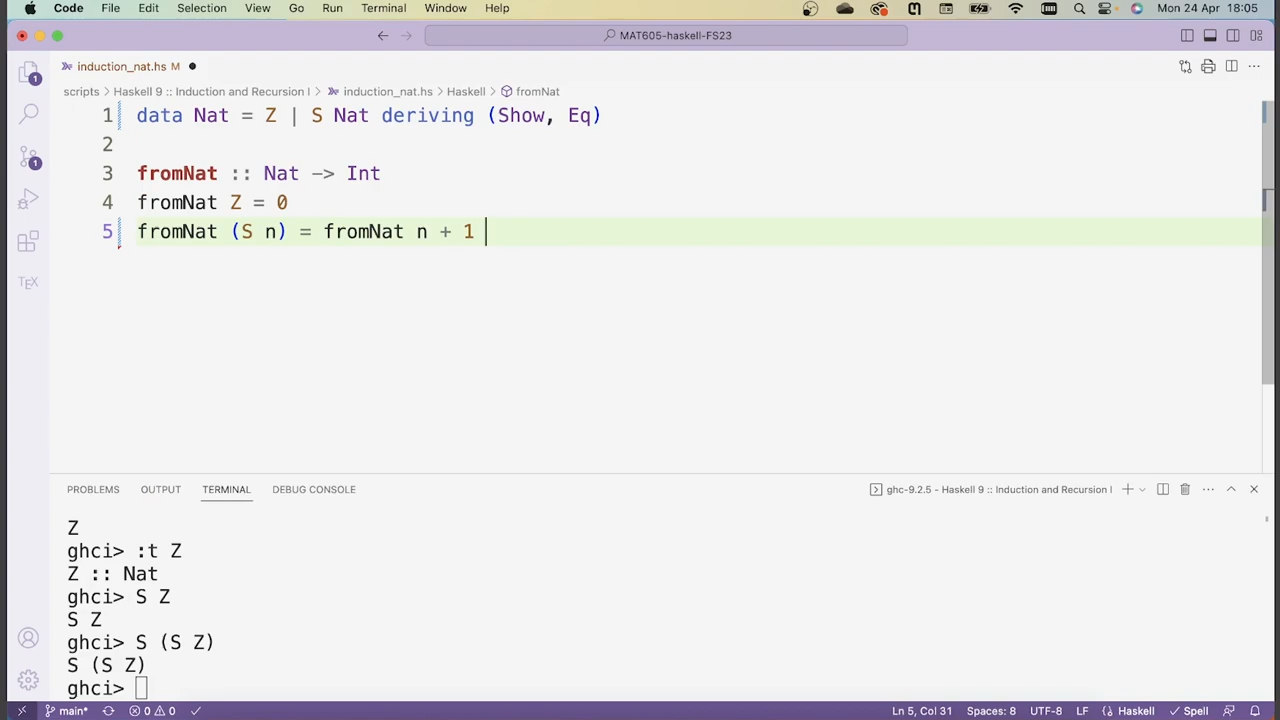 Code File Edit Selection View Go Run Terminal Window Help Mon 24 Apr 18:05
MAT605-haskell-FS23
induction_nat.hs M
scripts > Haskell 9 :: Induction and Recursion I > induction_nat.hs > Haskell > fromNat
1 data Nat = Z | S Nat deriving (Show, Eq)
2
3 fromNat :: Nat -> Int
4 fromNat Z = 0
5 fromNat (S n) = fromNat n + 1
1
1
TEX
PROBLEMS OUTPUT TERMINAL DEBUG CONSOLE ghc-9.2.5 - Haskell 9 :: Induction and Recursion I
Z
ghci> :t Z
Z :: Nat
ghci> S Z
S Z
ghci> S (S Z)
S (S Z)
ghci>
main* 0 0 Ln 5, Col 31 Spaces: 8 UTF-8 LF {} Haskell Spell